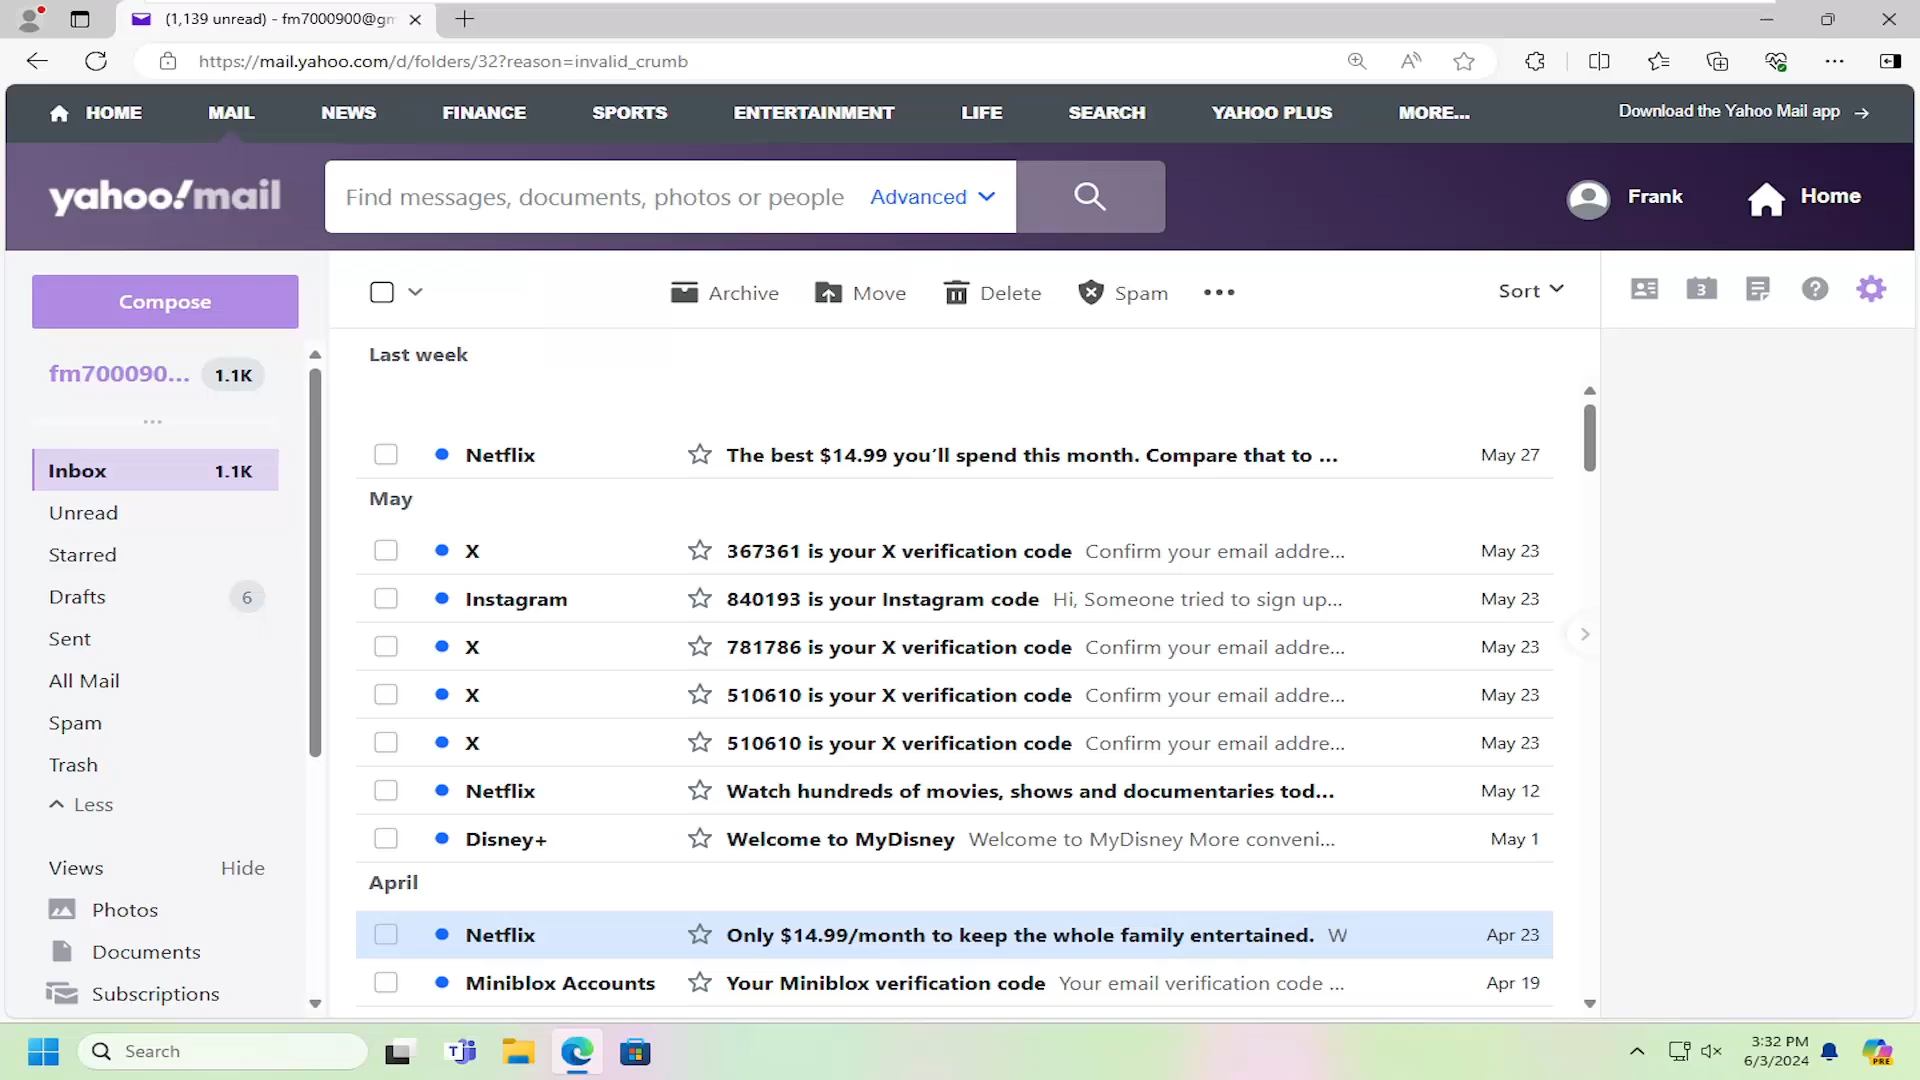 (1,139 unread) - fm7000900@gm
https://mail.yahoo.com/d/folders/32?reason=invalid_crumb
HOME MAIL NEWS FINANCE SPORTS ENTERTAINMENT LIFE SEARCH YAHOO PLUS MORE... Download the Yahoo Mail app →
yahoo!mail Find messages, documents, photos or people Advanced Frank Home
Compose Archive Move Delete Spam ••• Sort 3 ?
Last week
fm700090... 1.1K
...
Netflix The best $14.99 you'll spend this month. Compare that to ... May 27
Inbox 1.1K
May
Unread
X 367361 is your X verification code Confirm your email addre... May 23
Starred
Instagram 840193 is your Instagram code Hi, Someone tried to sign up... May 23
Drafts 6
X 781786 is your X verification code Confirm your email addre... May 23
Sent
X 510610 is your X verification code Confirm your email addre... May 23
All Mail
X 510610 is your X verification code Confirm your email addre... May 23
Spam
Netflix Watch hundreds of movies, shows and documentaries tod... May 12
Trash
Less
Disney+ Welcome to MyDisney Welcome to MyDisney More conveni... May 1
Views Hide
April
Photos
Netflix Only $14.99/month to keep the whole family entertained. W Apr 23
Documents
Miniblox Accounts Your Miniblox verification code Your email verification code ... Apr 19
Subscriptions
Search
3:32 PM
6/3/2024
PRE